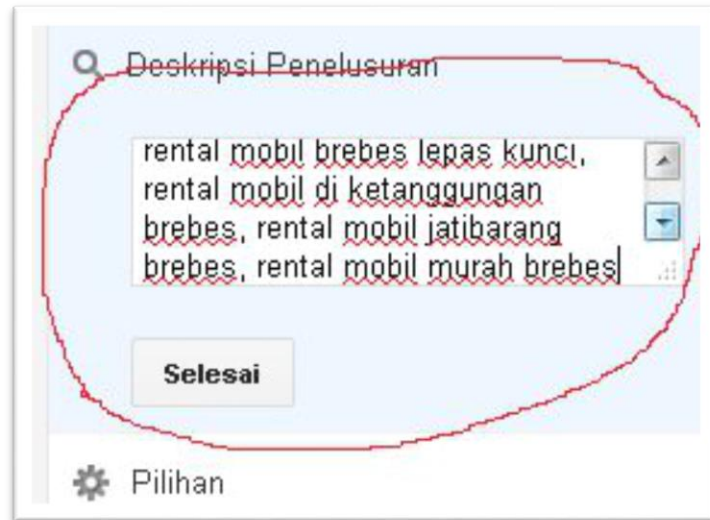 Deskripsi Penelusuran
rental mobil brebes lepas kunci,
rental mobil di ketanggungan
brebes, rental mobil jatibarang
brebes, rental mobil murah brebes
Selesai
Pilihan